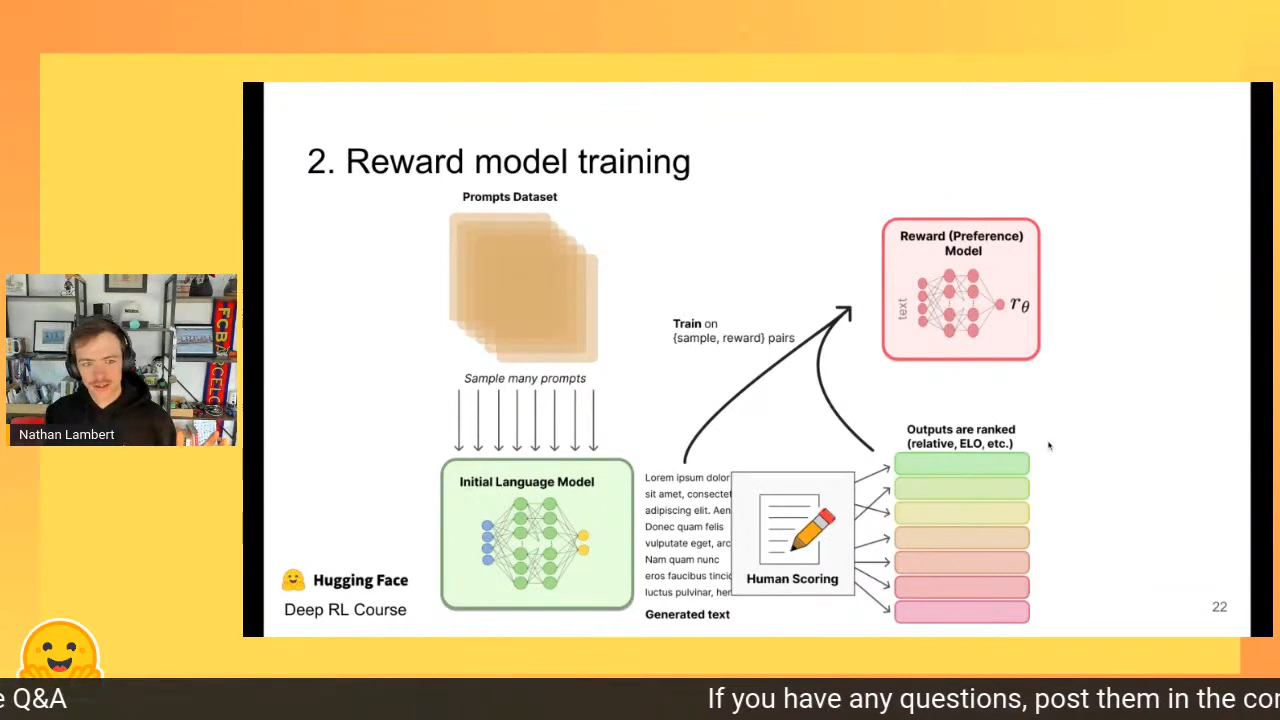 2. Reward model training
Prompts Dataset
Sample many prompts
Initial Language Model
Train on
{sample, reward} pairs
Lorem ipsum dolor
sit amet, consectet
adipiscing elit. Aen
Donec quam felis
vulputate eget, arc
Nam quam nunc
eros faucibus tincid
luctus pulvinar, her
Generated text
Human Scoring
Reward (Preference)
Model
text
rθ
Outputs are ranked
(relative, ELO, etc.)
Hugging Face
Deep RL Course
22
FCB
ARCELO
Nathan Lambert
e Q&A
If you have any questions, post them in the cor